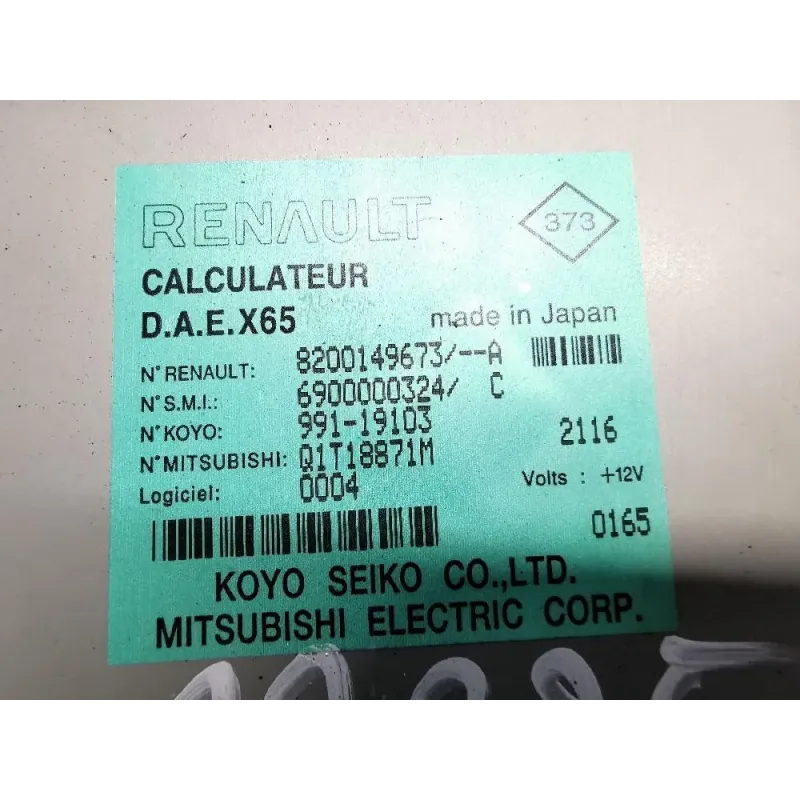 RENAULT
373
CALCULATEUR
D.A.E.X65 made in Japan
N°RENAULT: 8200149673/--A
N°S.M.I.: 6900000324/ C
N°KOYO: 991-19103 2116
N°MITSUBISHI: Q1T18871M
Volts : +12V
Logiciel: 0004
0165
KOYO SEIKO CO.,LTD.
MITSUBISHI ELECTRIC CORP.